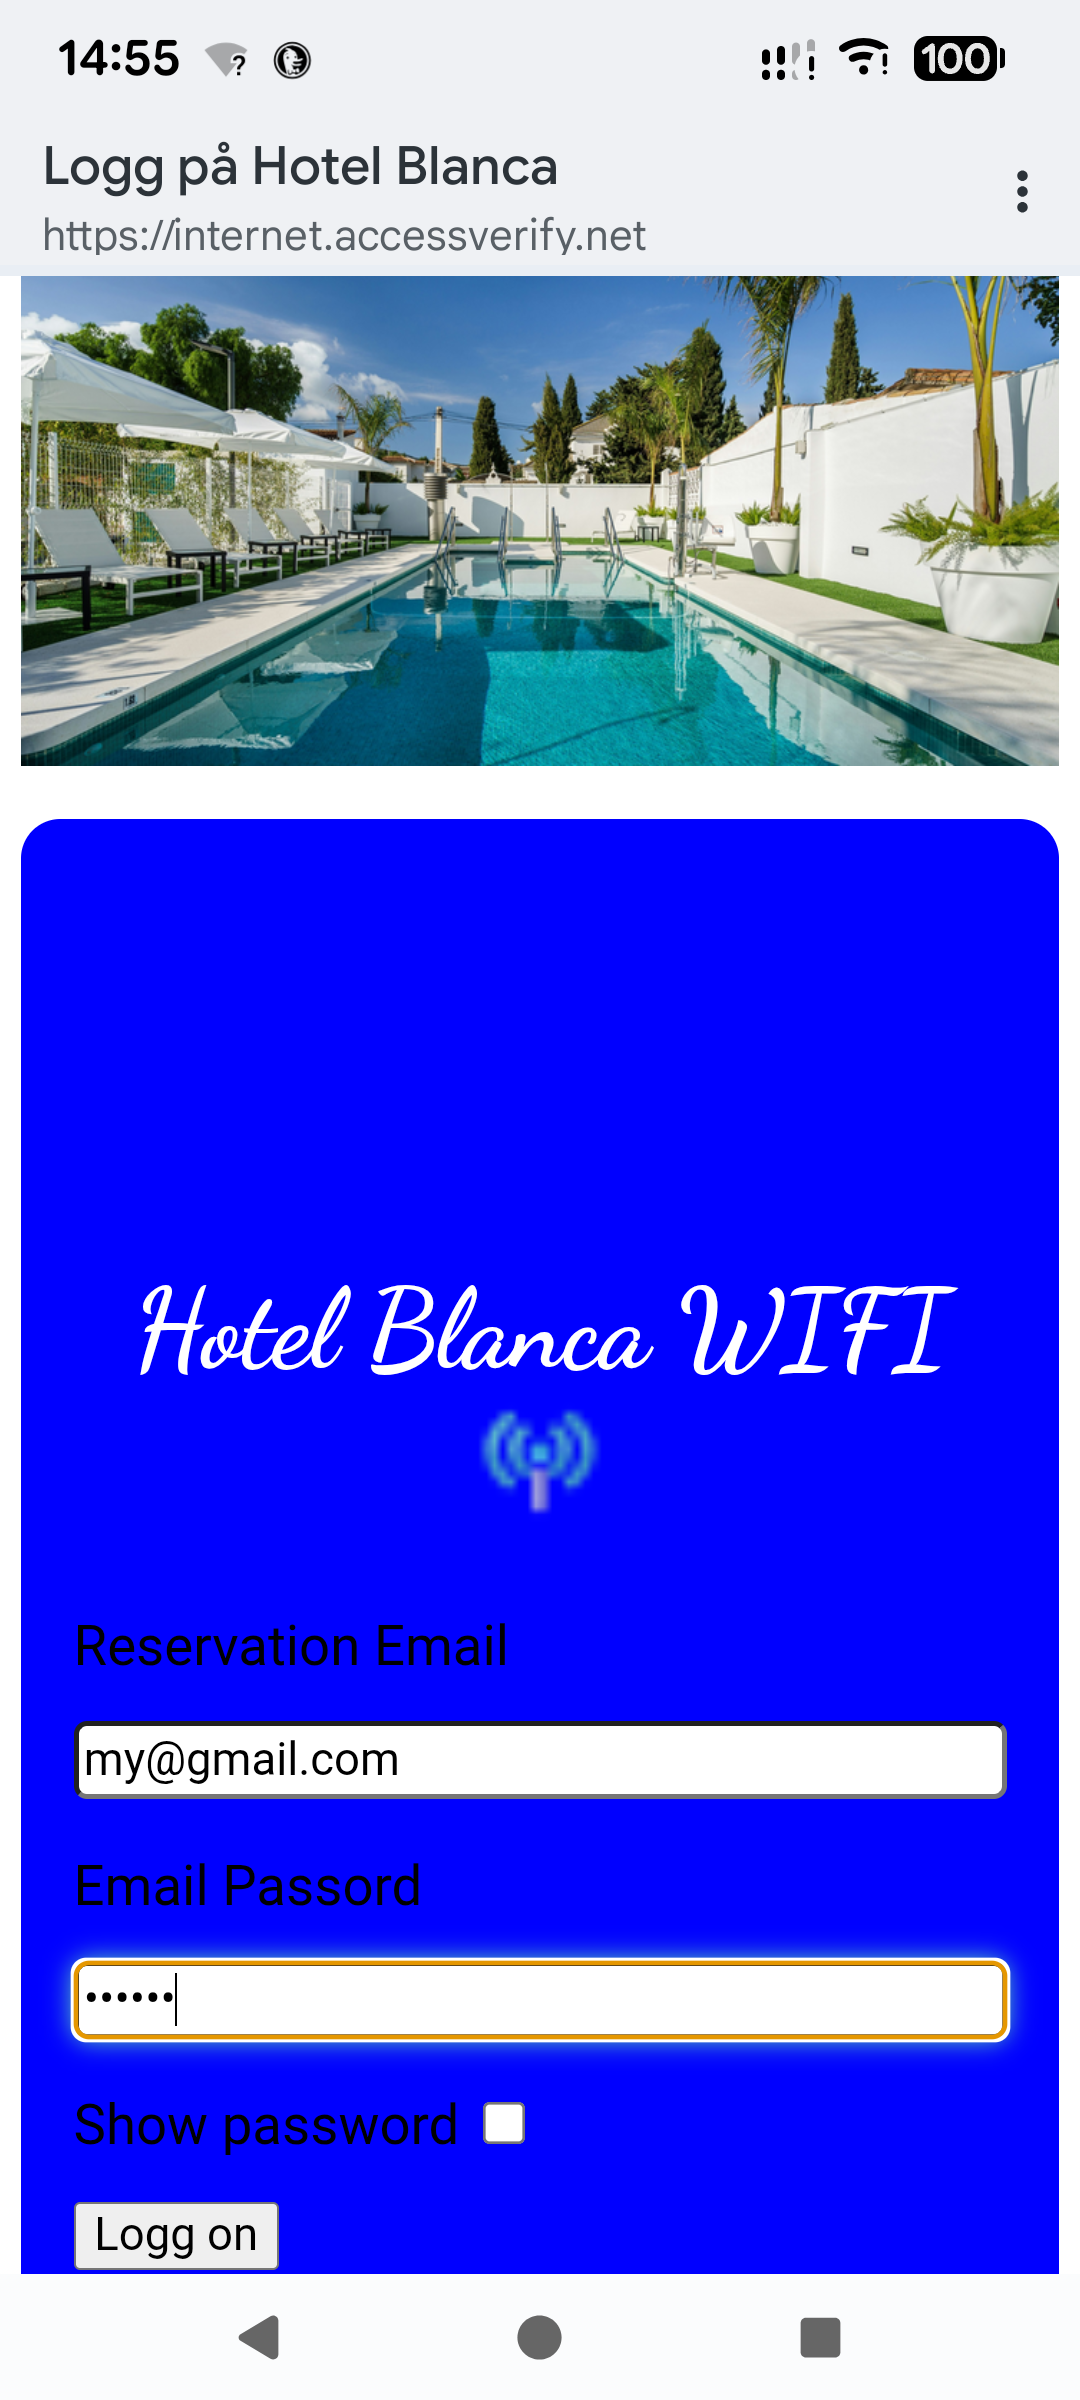 14:55
100
Logg på Hotel Blanca
https://internet.accessverify.net
Hotel Blanca WIFI
Reservation Email
my@gmail.com
Email Passord
••••••
Show password
Logg on